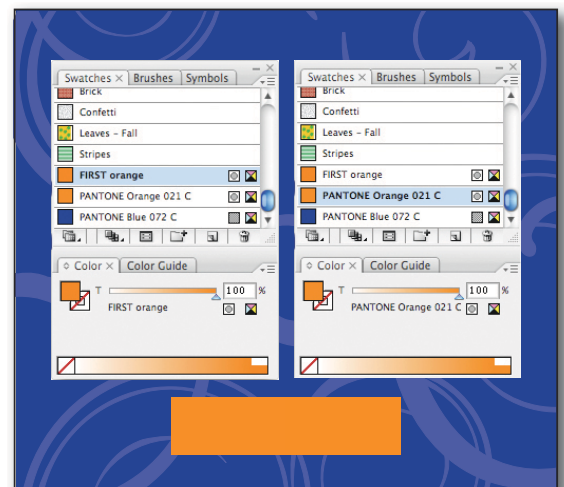 Swatches × Brushes Symbols
Brick
Confetti
Leaves – Fall
Stripes
FIRST orange
PANTONE Orange 021 C
PANTONE Blue 072 C
Color × Color Guide
T 100 %
FIRST orange
Swatches × Brushes Symbols
Brick
Confetti
Leaves – Fall
Stripes
FIRST orange
PANTONE Orange 021 C
PANTONE Blue 072 C
Color × Color Guide
T 100 %
PANTONE Orange 021 C